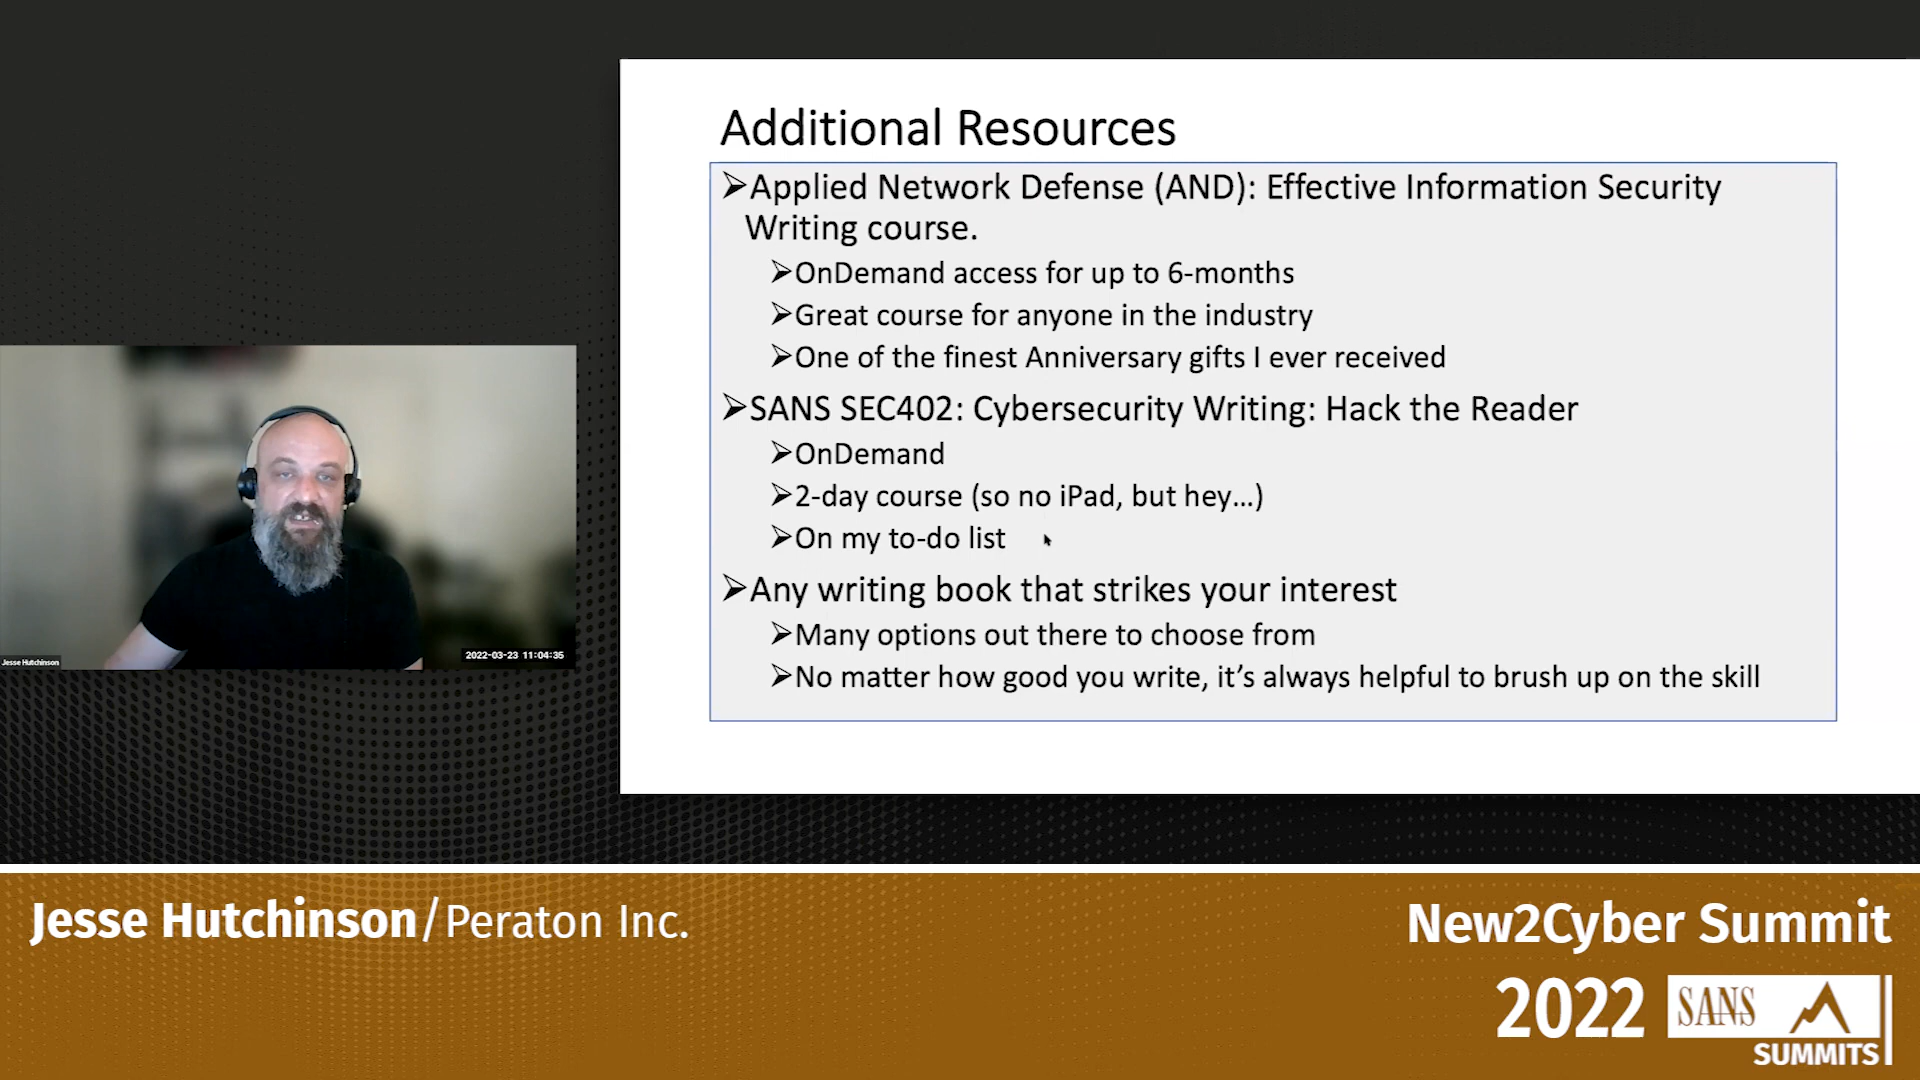 Additional Resources
➢Applied Network Defense (AND): Effective Information Security
Writing course.
➢OnDemand access for up to 6-months
➢Great course for anyone in the industry
➢One of the finest Anniversary gifts I ever received
➢SANS SEC402: Cybersecurity Writing: Hack the Reader
➢OnDemand
➢2-day course (so no iPad, but hey…)
➢On my to-do list
➢Any writing book that strikes your interest
➢Many options out there to choose from
➢No matter how good you write, it’s always helpful to brush up on the skill
Jesse Hutchinson
2022-03-23 11:04:35
Jesse Hutchinson/Peraton Inc.
New2Cyber Summit
2022
SANS
SUMMITS